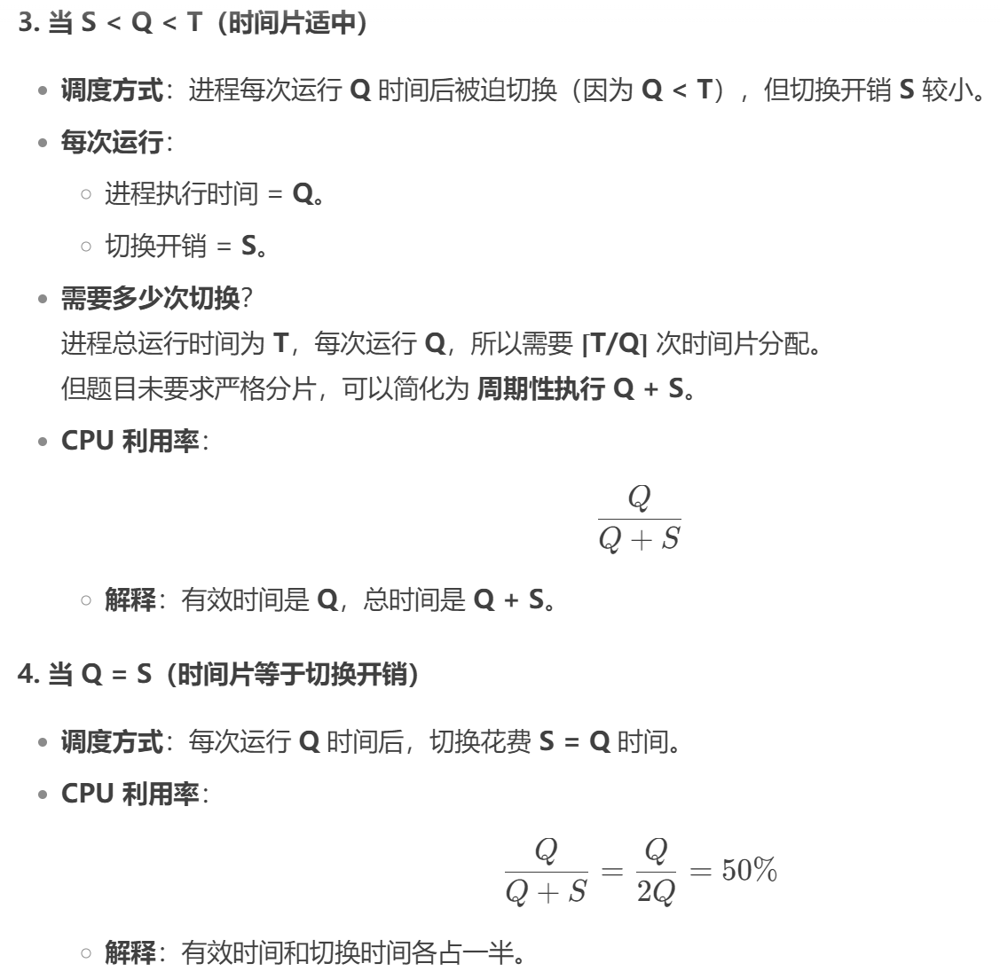 3. 当 S < Q < T（时间片适中）
调度方式：进程每次运行 Q 时间后被迫切换（因为 Q < T），但切换开销 S 较小。
每次运行：
进程执行时间 = Q。
切换开销 = S。
需要多少次切换？
进程总运行时间为 T，每次运行 Q，所以需要 ⌈T/Q⌉ 次时间片分配。
但题目未要求严格分片，可以简化为 周期性执行 Q + S。
CPU 利用率：
Q
Q + S
解释：有效时间是 Q，总时间是 Q + S。
4. 当 Q = S（时间片等于切换开销）
调度方式：每次运行 Q 时间后，切换花费 S = Q 时间。
CPU 利用率：
Q/(Q + S) = Q/2Q = 50%
解释：有效时间和切换时间各占一半。